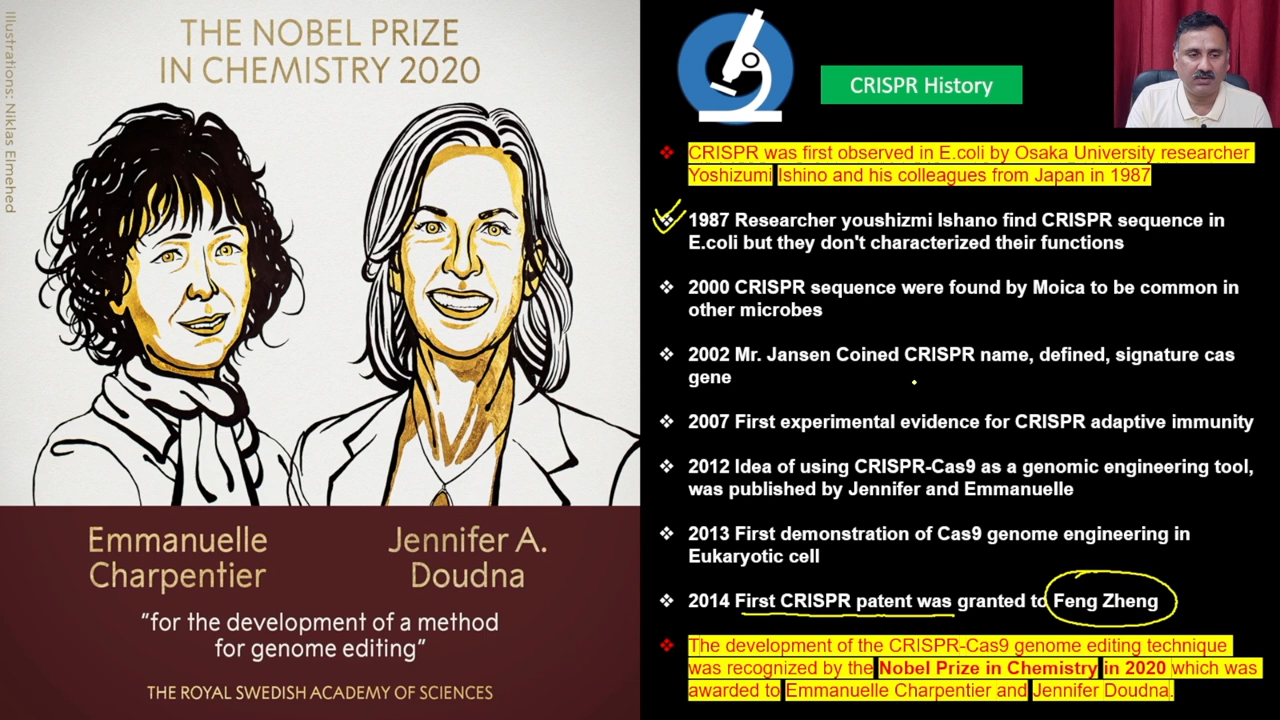 Illustrations: Niklas Elmehed
THE NOBEL PRIZE
IN CHEMISTRY 2020
Emmanuelle
Charpentier
Jennifer A.
Doudna
"for the development of a method
for genome editing"
THE ROYAL SWEDISH ACADEMY OF SCIENCES
CRISPR History
CRISPR was first observed in E.coli by Osaka University researcher
Yoshizumi Ishino and his colleagues from Japan in 1987
1987 Researcher youshizmi Ishano find CRISPR sequence in
E.coli but they don't characterized their functions
2000 CRISPR sequence were found by Moica to be common in
other microbes
2002 Mr. Jansen Coined CRISPR name, defined, signature cas
gene
2007 First experimental evidence for CRISPR adaptive immunity
2012 Idea of using CRISPR-Cas9 as a genomic engineering tool,
was published by Jennifer and Emmanuelle
2013 First demonstration of Cas9 genome engineering in
Eukaryotic cell
2014 First CRISPR patent was granted to Feng Zheng
The development of the CRISPR-Cas9 genome editing technique
was recognized by the Nobel Prize in Chemistry in 2020 which was
awarded to Emmanuelle Charpentier and Jennifer Doudna.